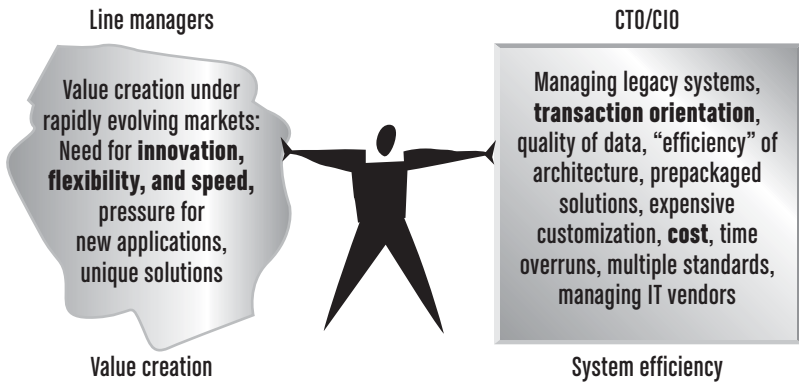 Line managers
Value creation under
rapidly evolving markets:
Need for innovation,
flexibility, and speed,
pressure for
new applications,
unique solutions
Value creation
CTO/CIO
Managing legacy systems,
transaction orientation,
quality of data, “efficiency” of
architecture, prepackaged
solutions, expensive
customization, cost, time
overruns, multiple standards,
managing IT vendors
System efficiency